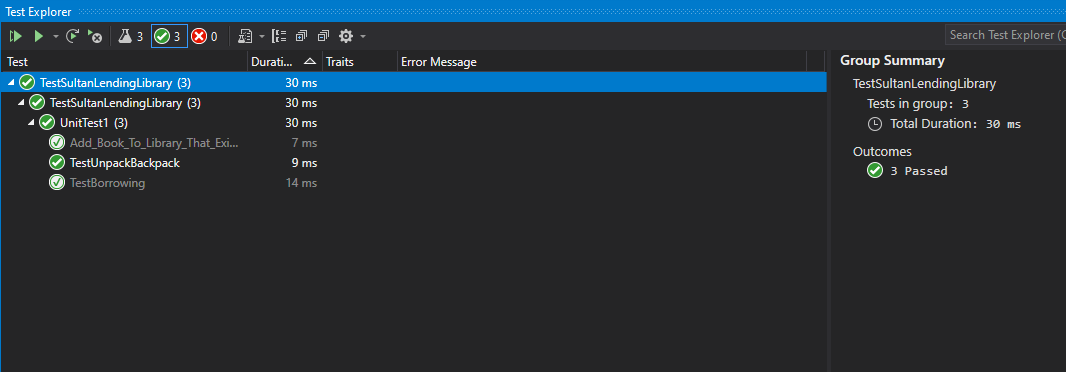 Test Explorer
3 3 0
Search Test Explorer (C
Test Durati... Traits Error Message
TestSultanLendingLibrary (3) 30 ms
TestSultanLendingLibrary (3) 30 ms
UnitTest1 (3) 30 ms
Add_Book_To_Library_That_Exi... 7 ms
TestUnpackBackpack 9 ms
TestBorrowing 14 ms
Group Summary
TestSultanLendingLibrary
Tests in group: 3
Total Duration: 30 ms
Outcomes
3 Passed